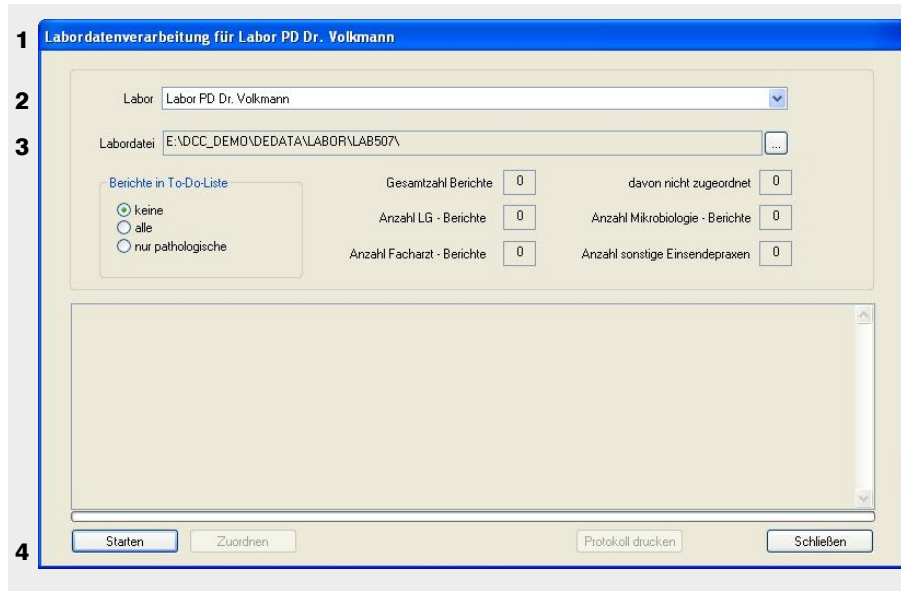 1 Labordatenverarbeitung für Labor PD Dr. Volkmann
2 Labor Labor PD Dr. Volkmann
3 Labordatei E:\DCC_DEMO\DEDATA\LABOR\LAB507\ ...
Berichte in To-Do-Liste Gesamtzahl Berichte 0 davon nicht zugeordnet 0
keine Anzahl LG - Berichte 0 Anzahl Mikrobiologie - Berichte 0
alle
nur pathologische Anzahl Facharzt - Berichte 0 Anzahl sonstige Einsendepraxen 0
4 Starten Zuordnen Protokoll drucken Schließen